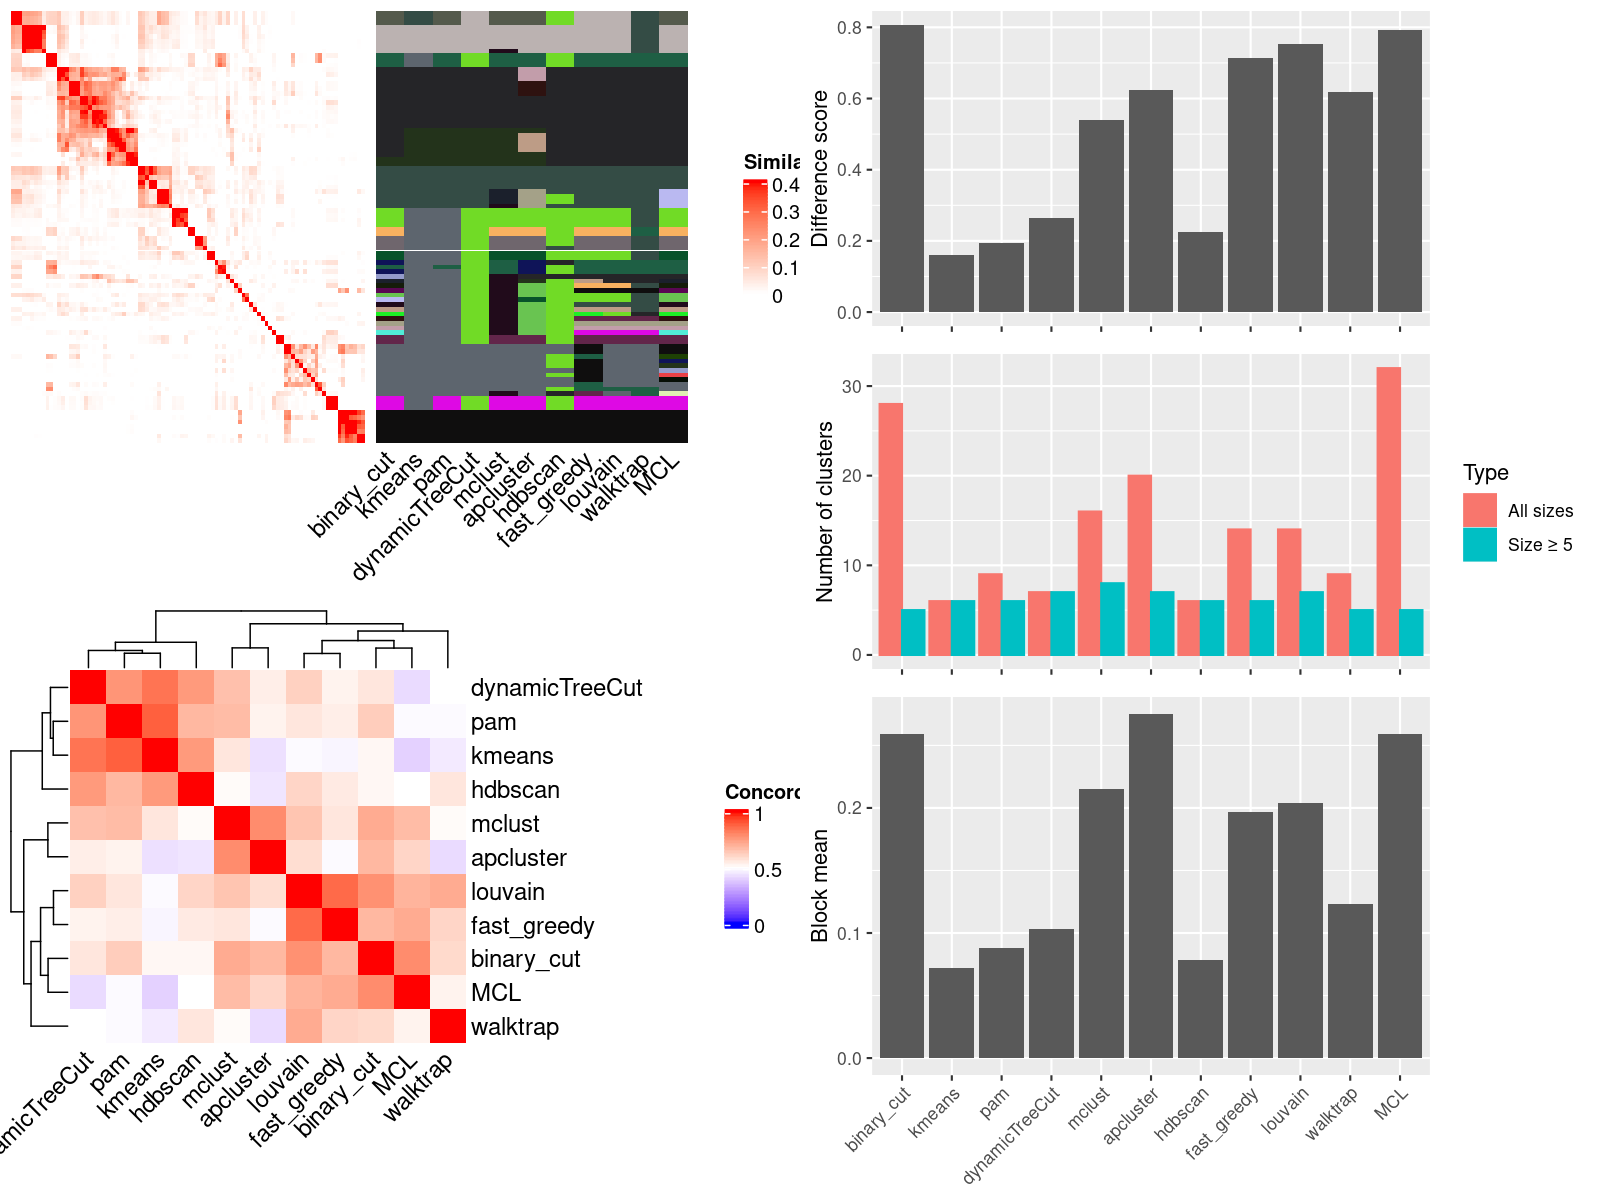 Simila
0.4
0.3
0.2
0.1
0
binary_cut
kmeans
pam
dynamicTreeCut
mclust
apcluster
hdbscan
fast_greedy
louvain
walktrap
MCL
dynamicTreeCut
pam
kmeans
hdbscan
mclust
apcluster
louvain
fast_greedy
binary_cut
MCL
walktrap
amicTreeCut
pam
kmeans
hdbscan
mclust
apcluster
louvain
fast_greedy
binary_cut
MCL
walktrap
Concord
1
0.5
0
Difference score
0.8
0.6
0.4
0.2
0.0
Number of clusters
30
20
10
0
Type
All sizes
Size ≥ 5
Block mean
0.2
0.1
0.0
binary_cut
kmeans
pam
dynamicTreeCut
mclust
apcluster
hdbscan
fast_greedy
louvain
walktrap
MCL